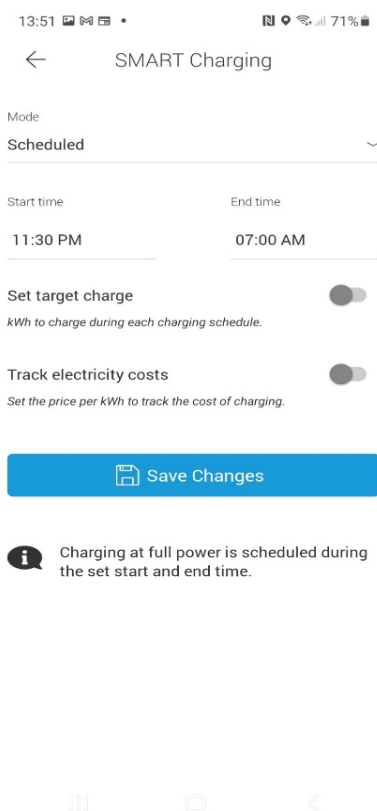 13:51 71%
SMART Charging
Mode
Scheduled
Start time End time
11:30 PM 07:00 AM
Set target charge
kWh to charge during each charging schedule.
Track electricity costs
Set the price per kWh to track the cost of charging.
Save Changes
Charging at full power is scheduled during
the set start and end time.